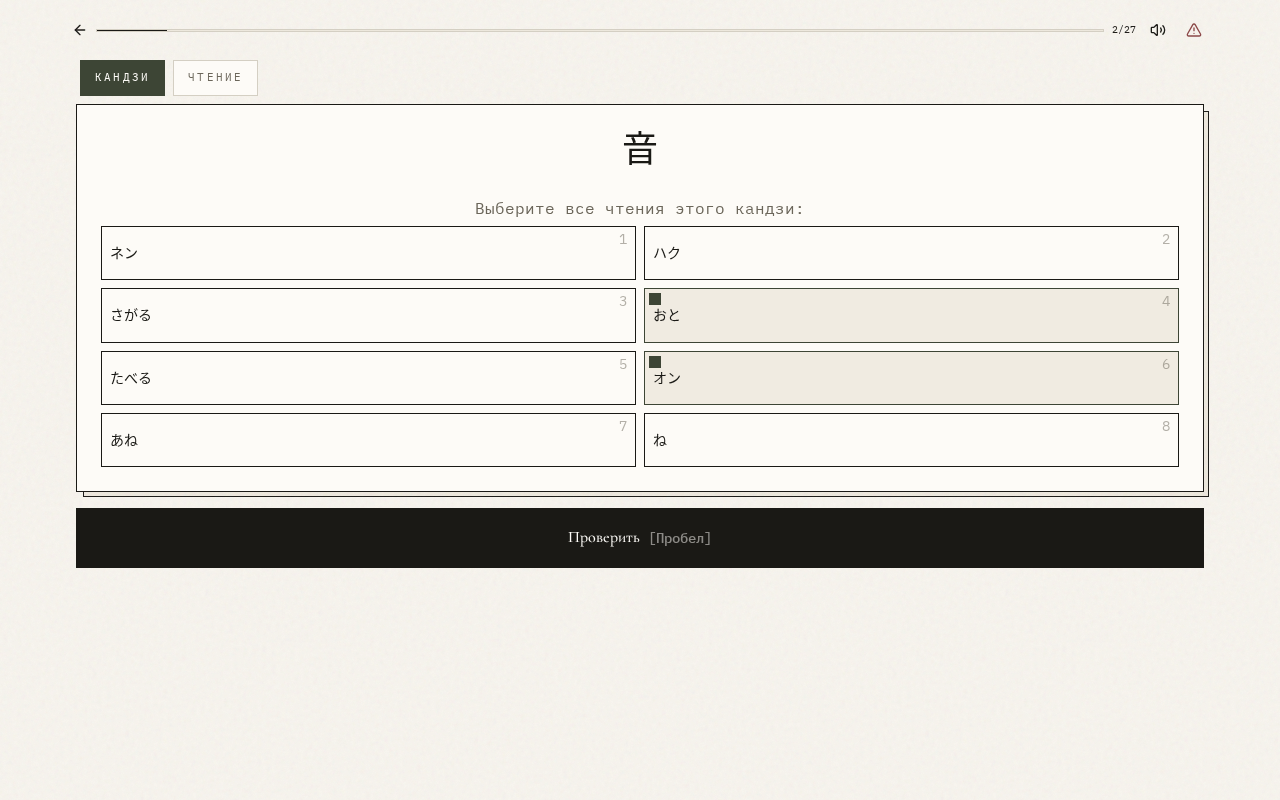 2/27
КАНДЗИ ЧТЕНИЕ
音
Выберите все чтения этого кандзи:
ネン 1
ハク 2
さがる 3
おと 4
たべる 5
オン 6
あね 7
ね 8
Проверить [Пробел]